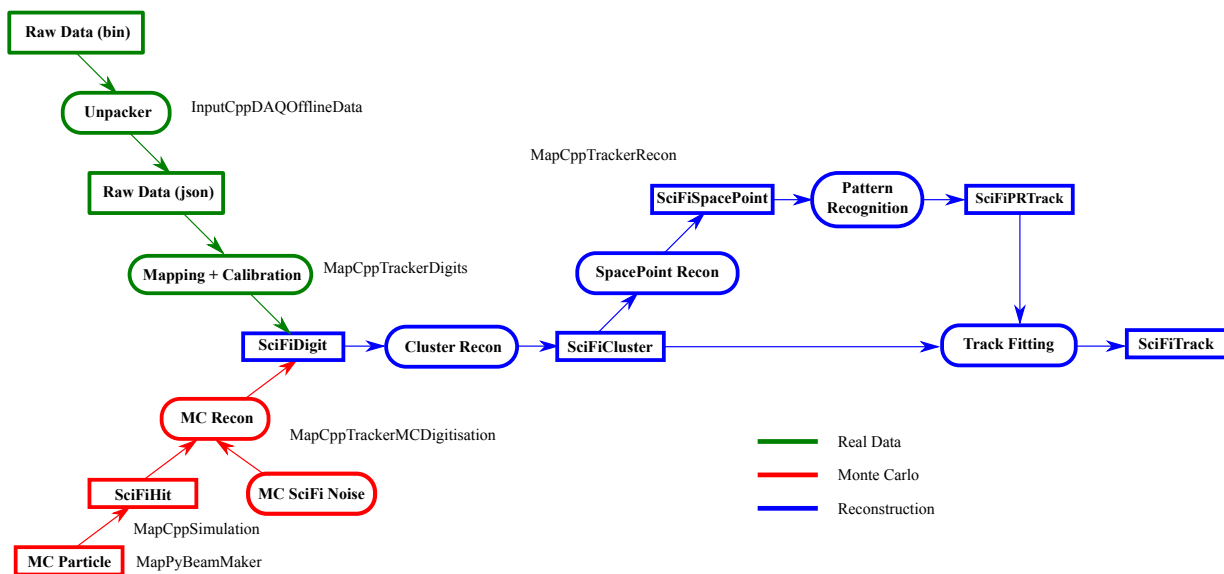 Raw Data (bin)
Unpacker
InputCppDAQOfflineData
Raw Data (json)
Mapping + Calibration
MapCppTrackerDigits
SciFiDigit
Cluster Recon
SciFiCluster
SpacePoint Recon
SciFiSpacePoint
MapCppTrackerRecon
Pattern
Recognition
SciFiPRTrack
Track Fitting
SciFiTrack
MC Recon
MapCppTrackerMCDigitisation
SciFiHit
MC SciFi Noise
MapCppSimulation
MC Particle
MapPyBeamMaker
Real Data
Monte Carlo
Reconstruction